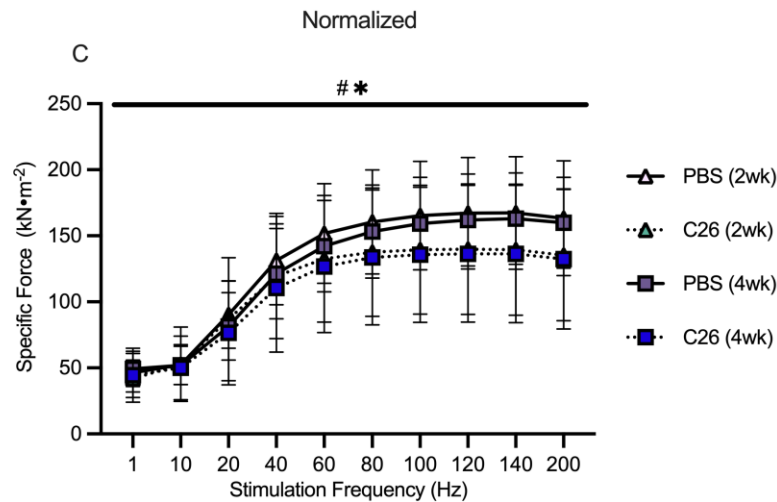 Normalized
C
# *
250
200
150
100
50
0
Specific Force (kN•m-2)
1 10 20 40 60 80 100 120 140 200
Stimulation Frequency (Hz)
PBS (2wk)
C26 (2wk)
PBS (4wk)
C26 (4wk)